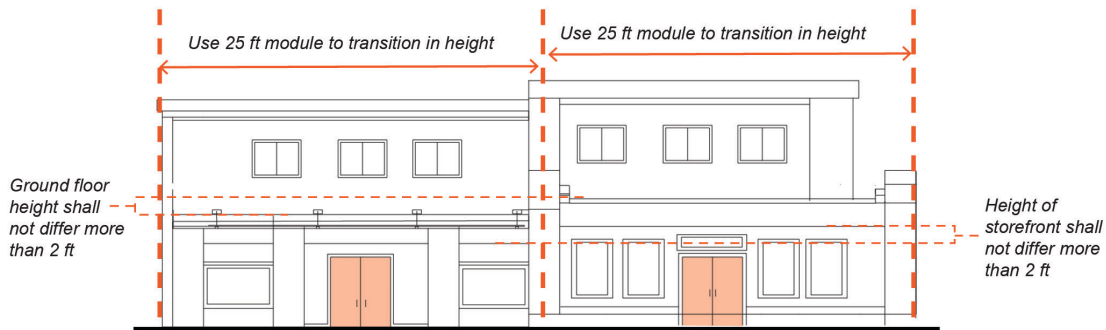 Use 25 ft module to transition in height
Use 25 ft module to transition in height
Ground floor
height shall
not differ more
than 2 ft
Height of
storefront shall
not differ more
than 2 ft